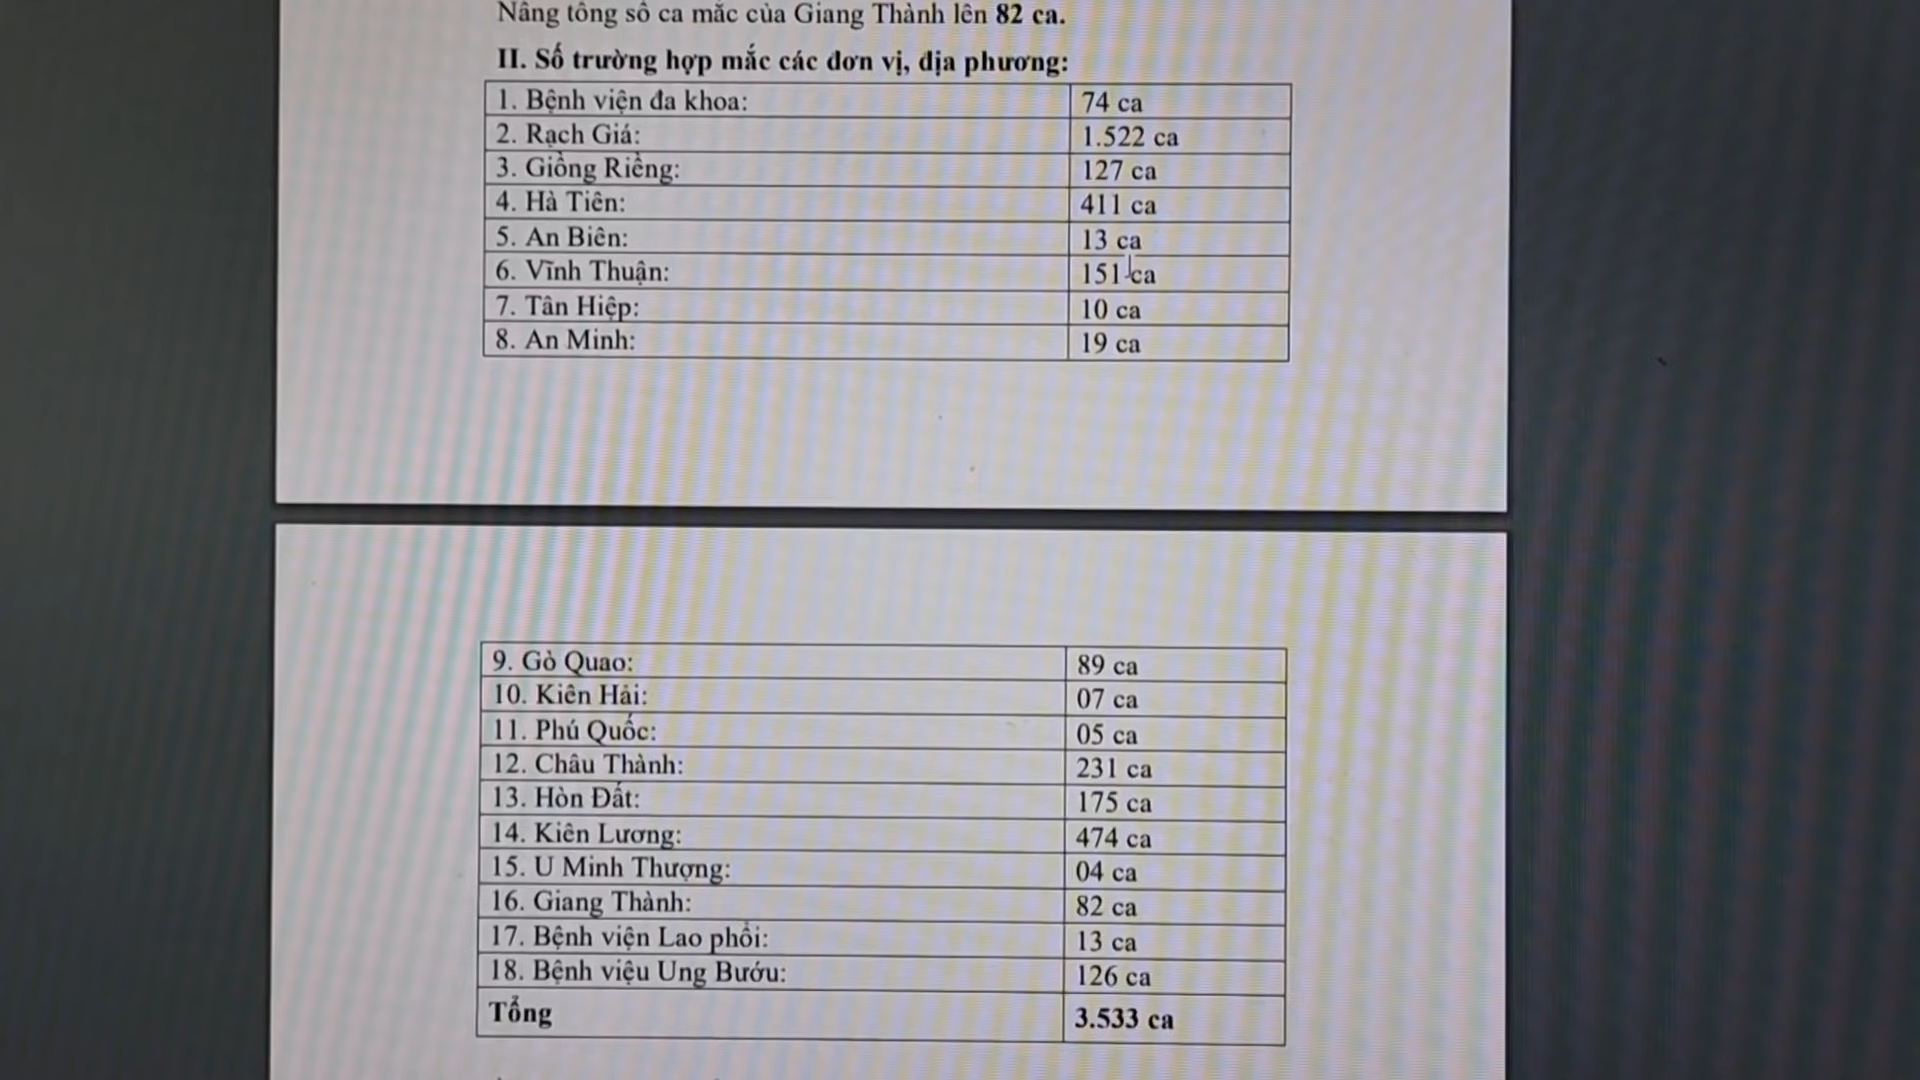 Nâng tổng số ca mắc của Giang Thành lên 82 ca.
II. Số trường hợp mắc các đơn vị, địa phương:
1. Bệnh viện đa khoa: 74 ca
2. Rạch Giá: 1.522 ca
3. Giồng Riềng: 127 ca
4. Hà Tiên: 411 ca
5. An Biên: 13 ca
6. Vĩnh Thuận: 151 ca
7. Tân Hiệp: 10 ca
8. An Minh: 19 ca
9. Gò Quao: 89 ca
10. Kiên Hải: 07 ca
11. Phú Quốc: 05 ca
12. Châu Thành: 231 ca
13. Hòn Đất: 175 ca
14. Kiên Lương: 474 ca
15. U Minh Thượng: 04 ca
16. Giang Thành: 82 ca
17. Bệnh viện Lao phổi: 13 ca
18. Bệnh việu Ung Bướu: 126 ca
Tổng 3.533 ca